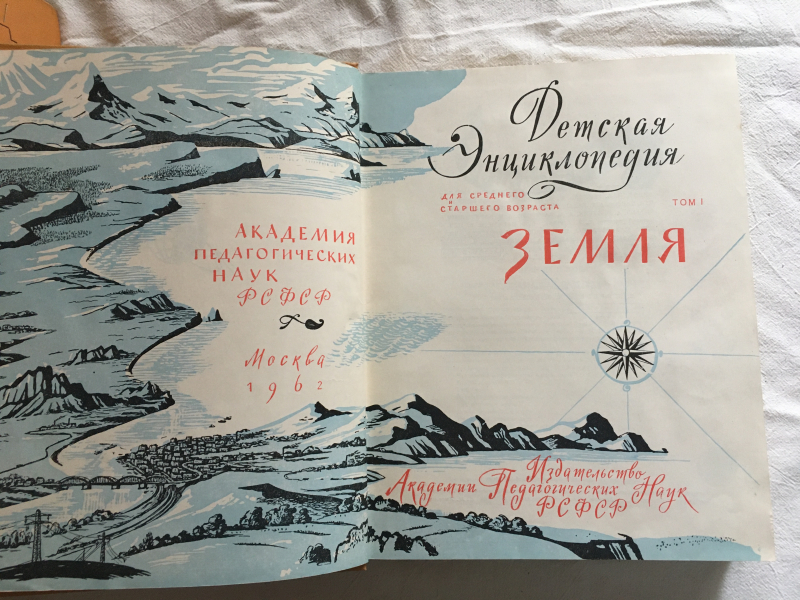 АКАДЕМИЯ
ПЕДАГОГИЧЕСКИХ
НАУК
РСФСР
Москва
1962
Детская
Энциклопедия
ДЛЯ СРЕДНЕГО
И
СТАРШЕГО ВОЗРАСТА
ТОМ I
ЗЕМЛЯ
Издательство
Академии Педагогических Наук
РСФСР